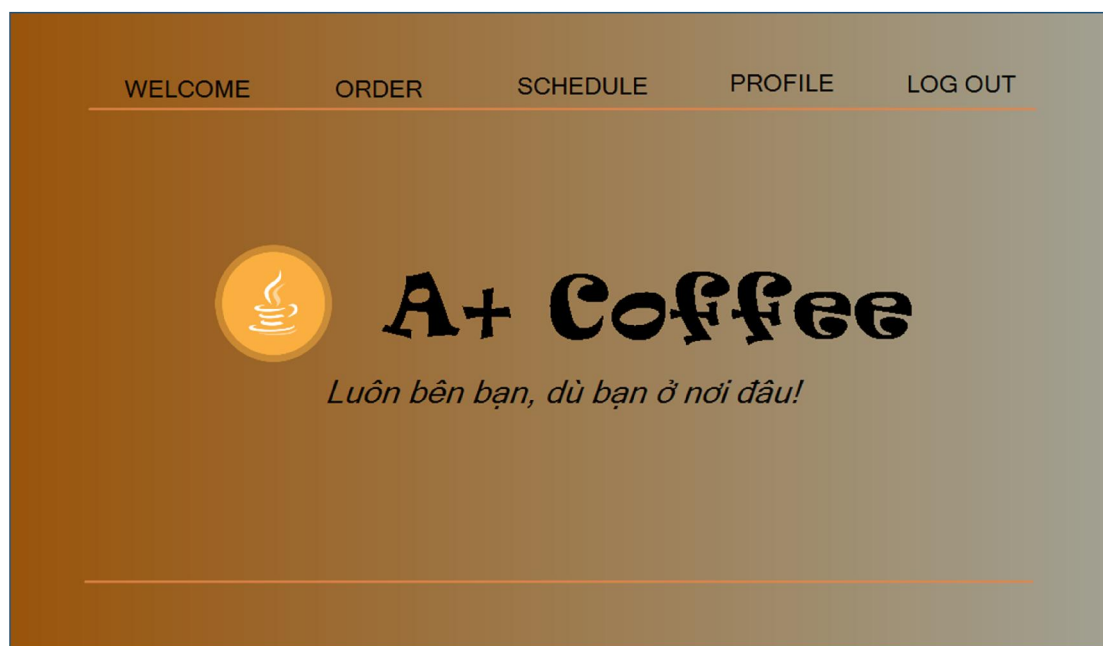 WELCOME ORDER SCHEDULE PROFILE LOG OUT
A+ Coffee
Luôn bên bạn, dù bạn ở nơi đâu!